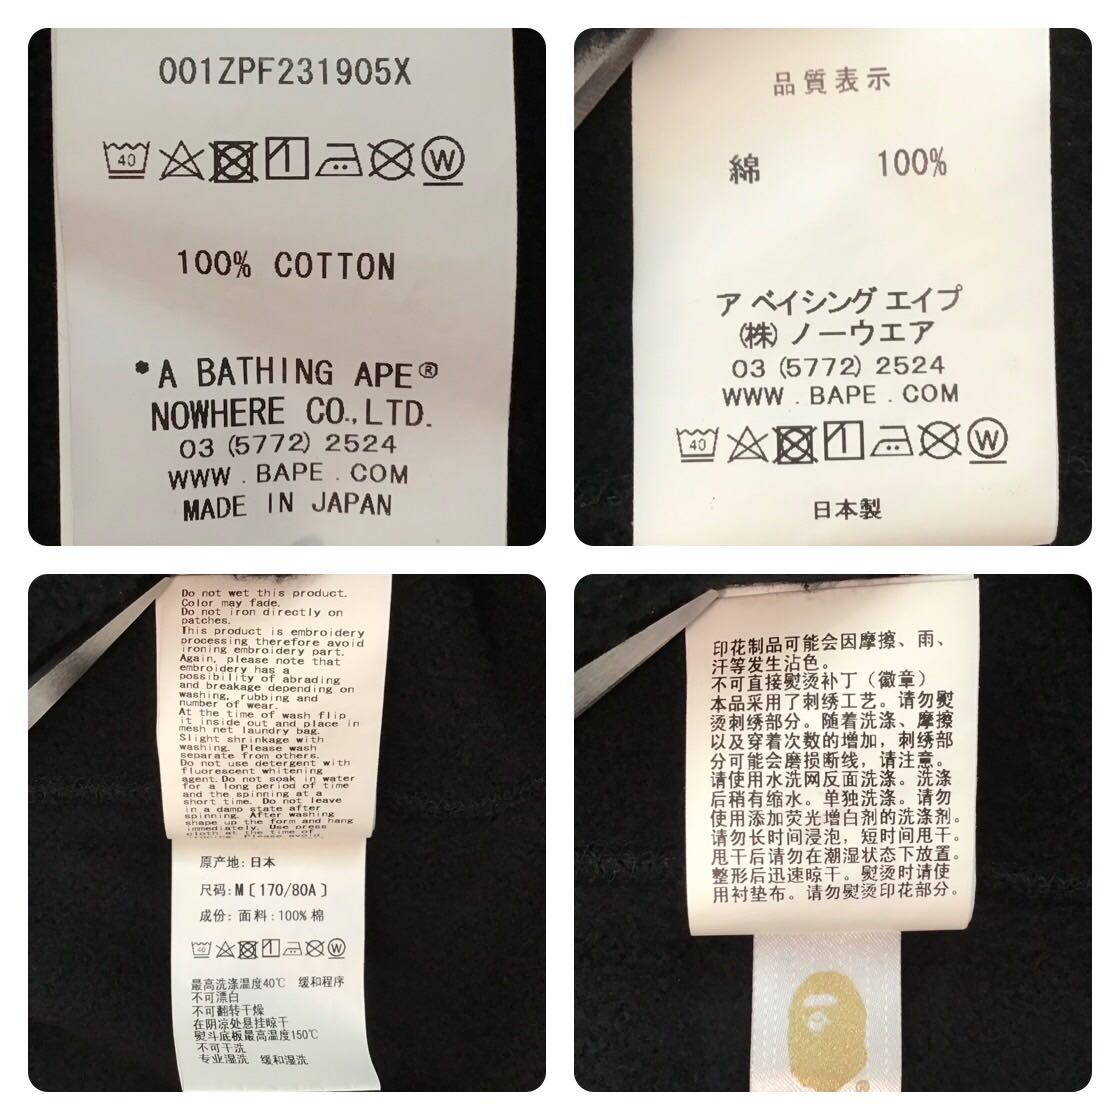 001ZPF231905X
40
W
100% COTTON
*A BATHING APE®
NOWHERE CO.,LTD.
03 (5772) 2524
WWW . BAPE . COM
MADE IN JAPAN
品質表示
綿 100%
ア ベイシング エイプ
(株) ノーウエア
03 (5772) 2524
WWW . BAPE . COM
40
W
日本製
Do not wet this product.
Color may fade.
Do not iron directly on
patches.
This product is embroidery
processing therefore avoid
ironing embroidery part.
Again, please note that
embroidery has a
possibility of abrading
and breakage depending on
washing, rubbing and
number of wear.
At the time of wash flip
it inside out and place in
mesh net laundry bag.
Slight shrinkage with
washing. Please wash
separate from others.
Do not use detergent with
fluorescent whitening
agent.Do not soak in water
for a long period of time
and the spinning at a
short time. Do not leave
in a damp state after
spinning. After washing
shape up the form and hang
immediately. Use press
cloth at the time of
原产地: 日本
尺码: M [170/80A]
成份: 面料: 100% 棉
40
W
最高洗涤温度40℃ 缓和程序
不可漂白
不可翻转干燥
在阴凉处悬挂晾干
熨斗底板最高温度150℃
不可干洗
专业湿洗 缓和湿洗
印花制品可能会因摩擦、雨、
汗等发生沾色。
不可直接熨烫补丁（徽章）
本品采用了刺绣工艺。请勿熨
烫刺绣部分。随着洗涤、摩擦
以及穿着次数的增加，刺绣部
分可能会磨损断线，请注意。
请使用水洗网反面洗涤。洗涤
后稍有缩水。单独洗涤。请勿
使用添加荧光增白剂的洗涤剂。
请勿长时间浸泡，短时间甩干。
甩干后请勿在潮湿状态下放置。
整形后迅速晾干。熨烫时请使
用衬垫布。请勿熨烫印花部分。
®